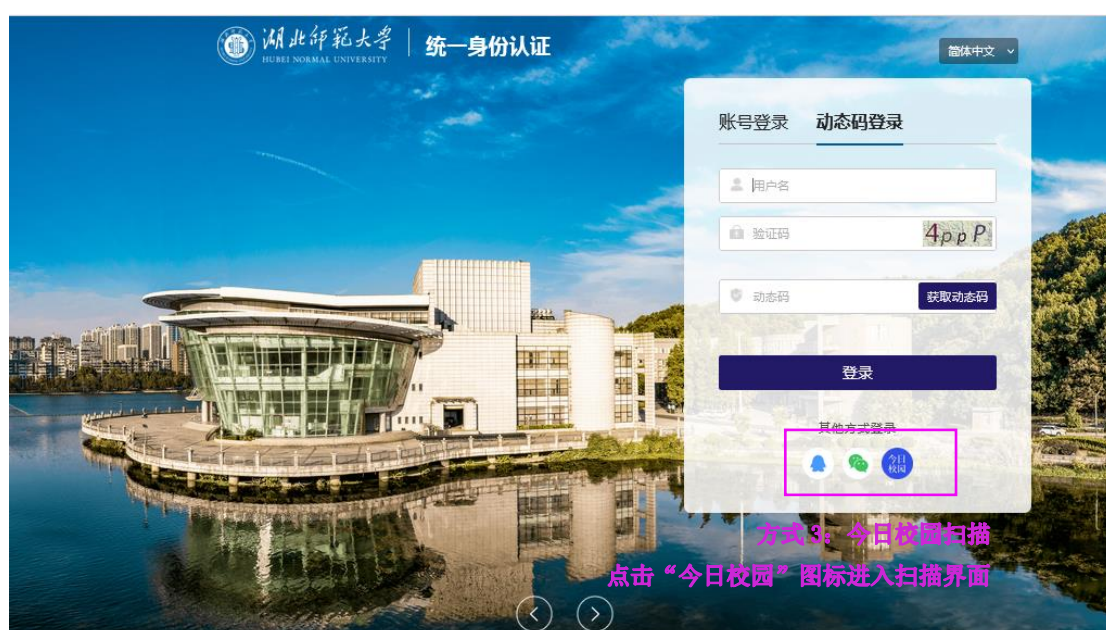 湖北师范大学 统一身份认证
HUBEI NORMAL UNIVERSITY
简体中文
账号登录 动态码登录
用户名
验证码 4ppP
动态码 获取动态码
登录
其他方式登录
今日
校园
方式 3：今日校园扫描
点击“今日校园”图标进入扫描界面